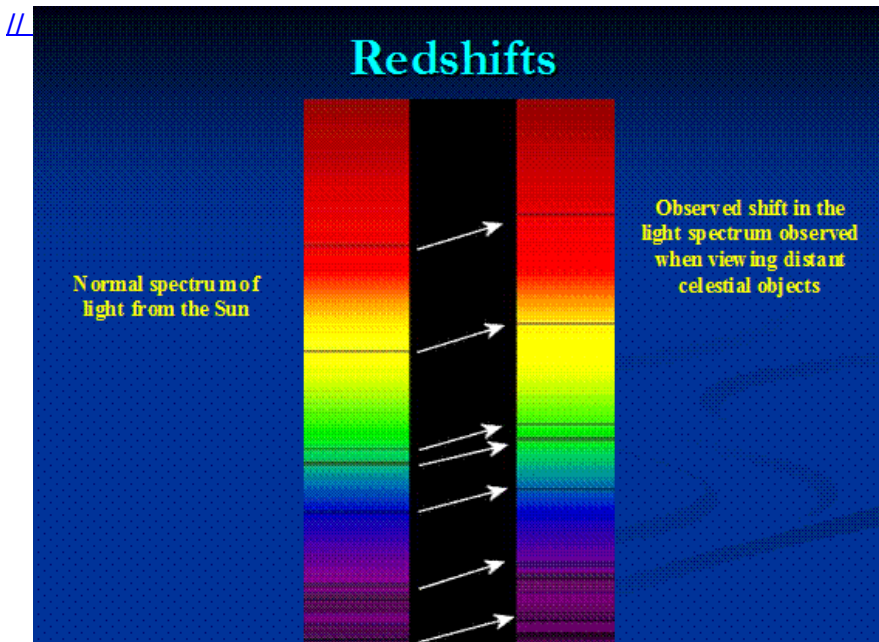 //
Redshifts
Normal spectrum of
light from the Sun
Observed shift in the
light spectrum observed
when viewing distant
celestial objects